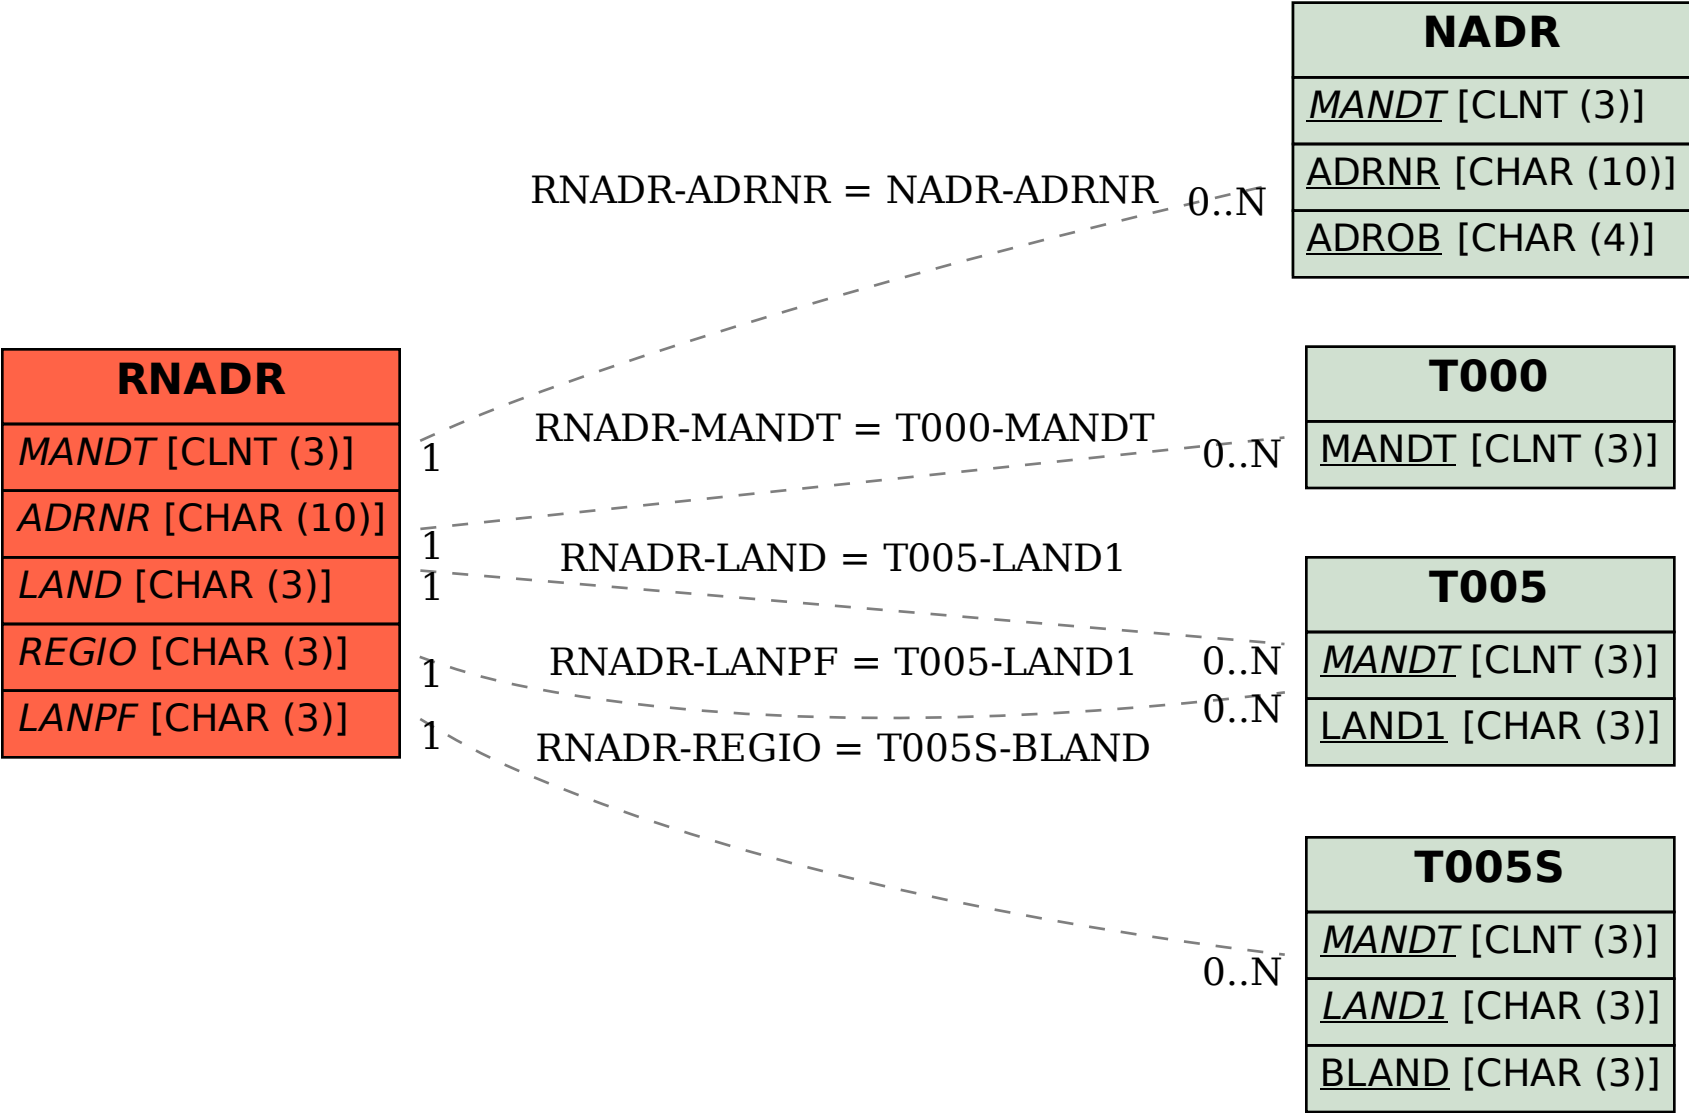 NADR
MANDT [CLNT (3)]
ADRNR [CHAR (10)]
ADROB [CHAR (4)]
RNADR-ADRNR = NADR-ADRNR
0..N
1
RNADR
MANDT [CLNT (3)]
ADRNR [CHAR (10)]
LAND [CHAR (3)]
REGIO [CHAR (3)]
LANPF [CHAR (3)]
T000
MANDT [CLNT (3)]
RNADR-MANDT = T000-MANDT
0..N
1
RNADR-LAND = T005-LAND1
1
0..N
T005
MANDT [CLNT (3)]
LAND1 [CHAR (3)]
RNADR-LANPF = T005-LAND1
1
0..N
RNADR-REGIO = T005S-BLAND
1
0..N
T005S
MANDT [CLNT (3)]
LAND1 [CHAR (3)]
BLAND [CHAR (3)]